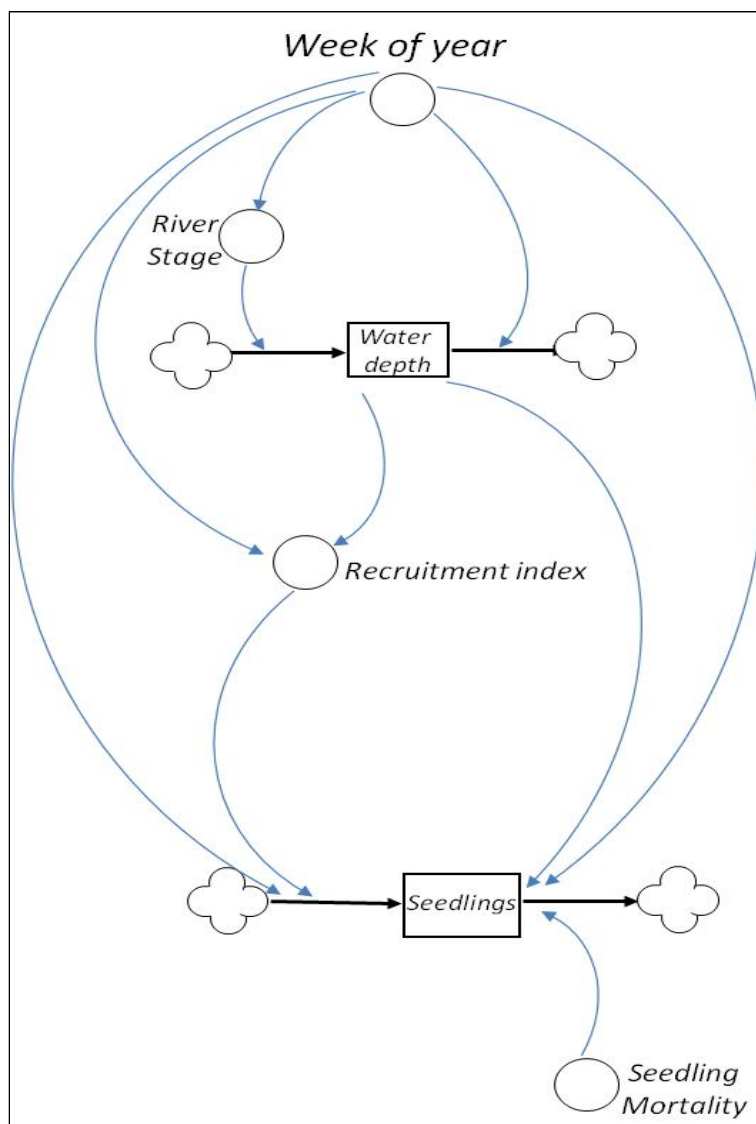 Week of year
River
Stage
Water
depth
Recruitment index
Seedlings
Seedling
Mortality